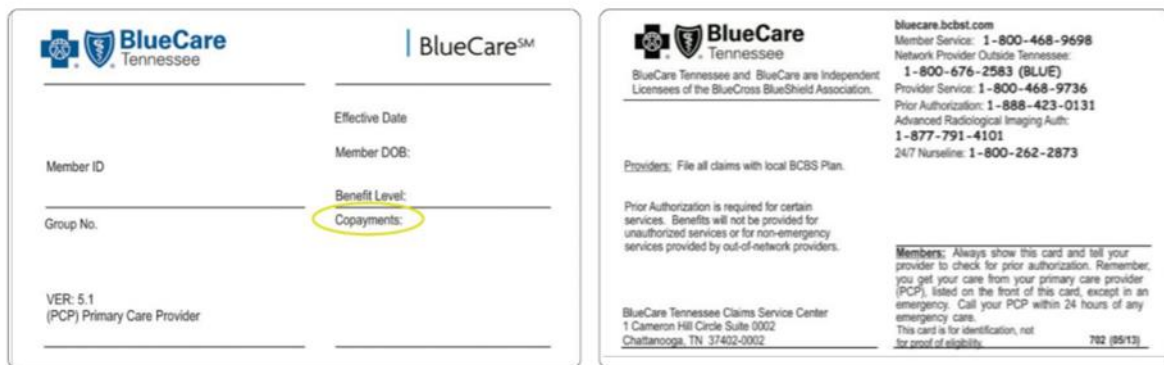 BlueCare
Tennessee
BlueCare℠
Effective Date
Member DOB:
Member ID
Benefit Level:
Group No.
Copayments:
VER: 5.1
(PCP) Primary Care Provider
BlueCare
Tennessee
BlueCare Tennessee and BlueCare are Independent
Licensees of the BlueCross BlueShield Association.
Providers: File all claims with local BCBS Plan.
Prior Authorization is required for certain
services. Benefits will not be provided for
unauthorized services or for non-emergency
services provided by out-of-network providers.
BlueCare Tennessee Claims Service Center
1 Cameron Hill Circle Suite 0002
Chattanooga, TN 37402-0002
bluecare.bcbst.com
Member Service: 1-800-468-9698
Network Provider Outside Tennessee:
1-800-676-2583 (BLUE)
Provider Service: 1-800-468-9736
Prior Authorization: 1-888-423-0131
Advanced Radiological Imaging Auth:
1-877-791-4101
24/7 Nurseline: 1-800-262-2873
Members: Always show this card and tell your
provider to check for prior authorization. Remember,
you get your care from your primary care provider
(PCP), listed on the front of this card, except in an
emergency. Call your PCP within 24 hours of any
emergency care.
This card is for identification, not
for proof of eligibility. 702 (05/13)